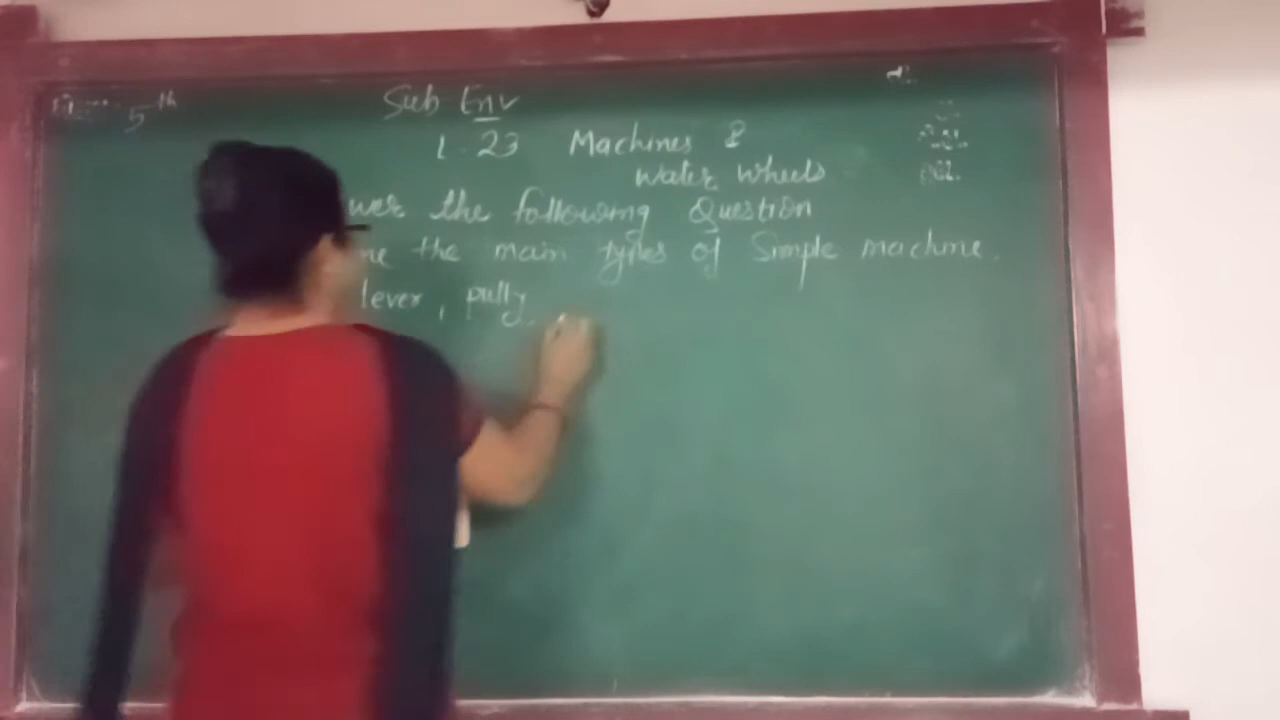 5th
Sub Env
L-23 Machines &
Water Wheels
wer the following Question
me the main types of Simple machine.
lever, pully,